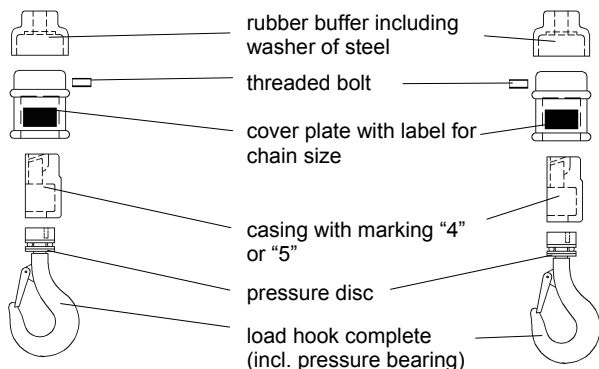 rubber buffer including
washer of steel
threaded bolt
cover plate with label for
chain size
casing with marking “4”
or “5”
pressure disc
load hook complete
(incl. pressure bearing)